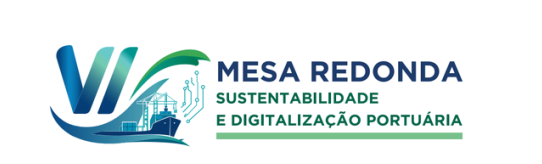 VI
MESA REDONDA
SUSTENTABILIDADE
E DIGITALIZAÇÃO PORTUÁRIA